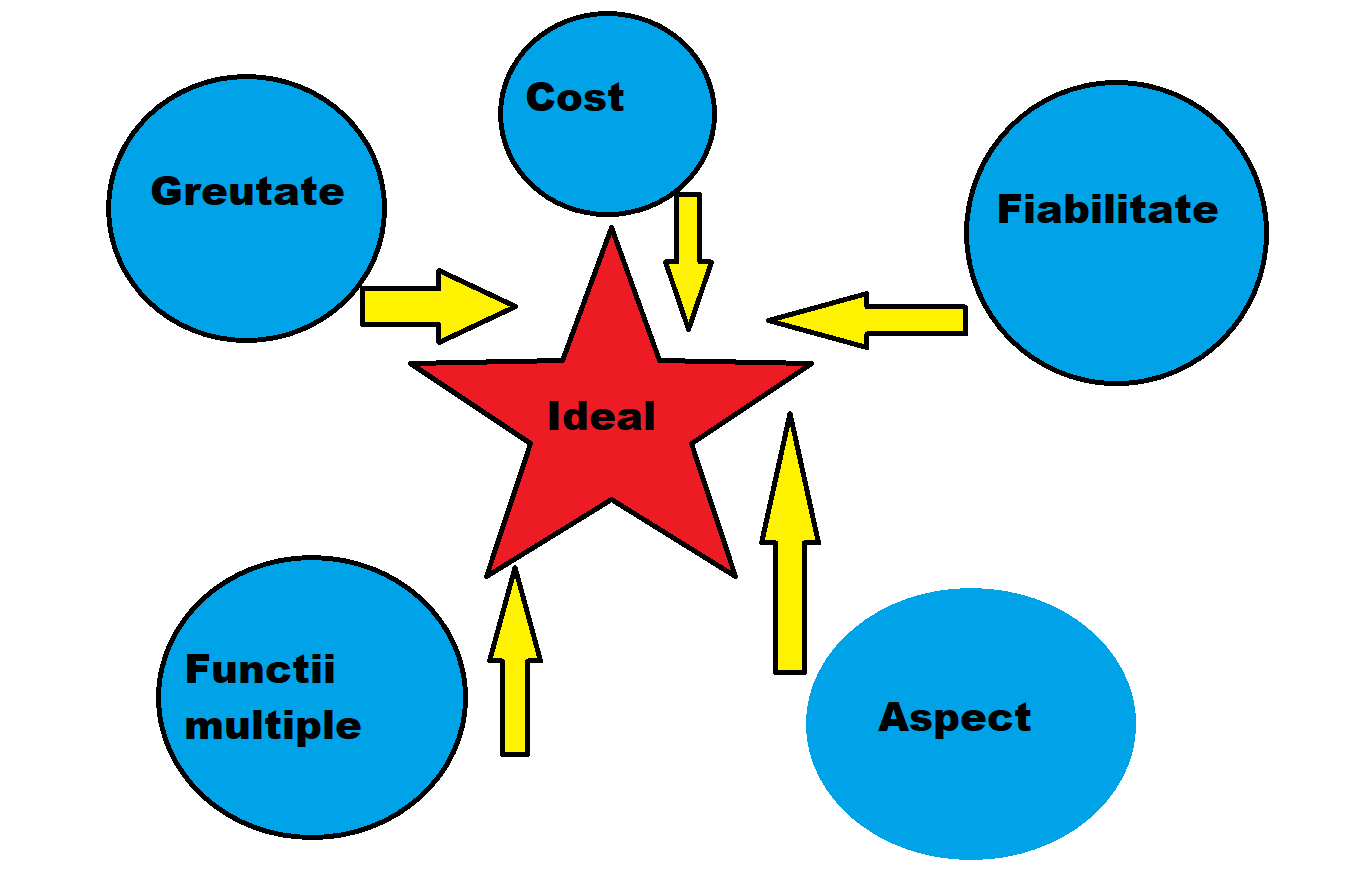 Cost
Greutate
Fiabilitate
Ideal
Functii
multiple
Aspect